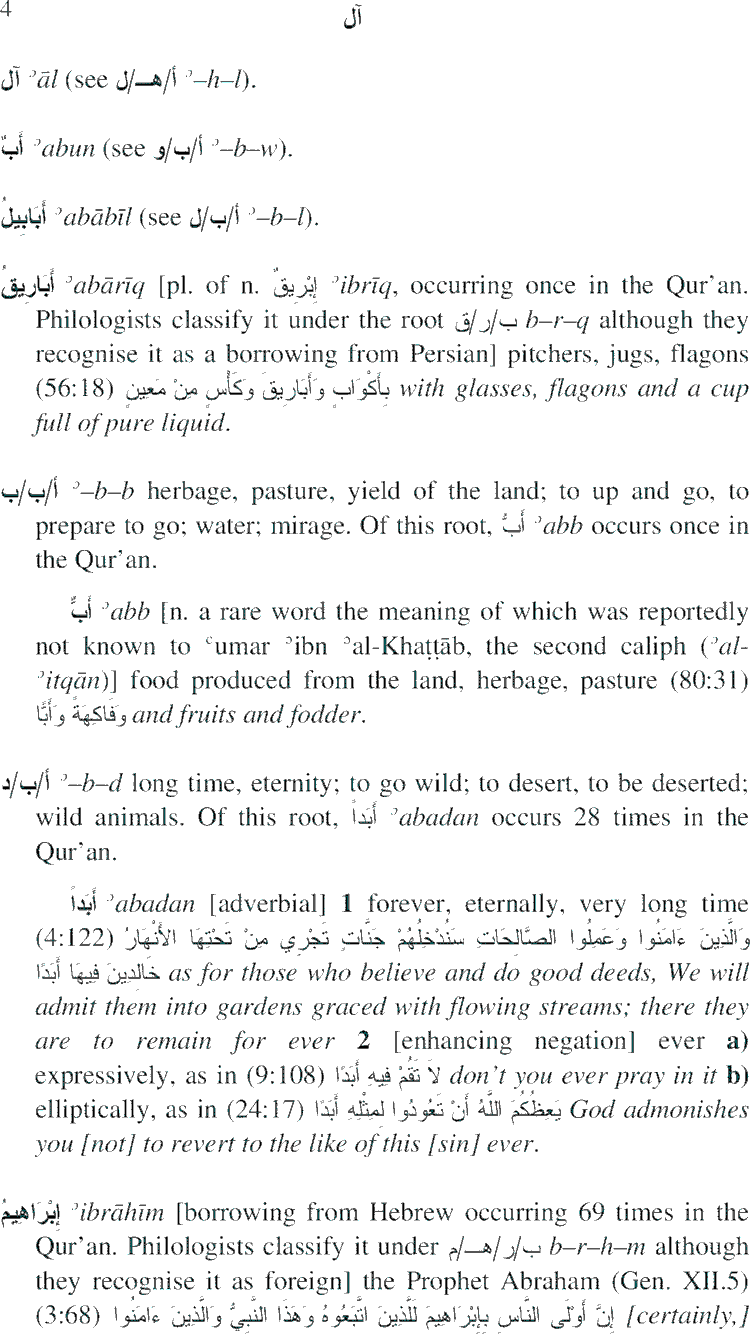 4
آل
آل ʾāl (see أ/هـ/ل ʾ–h–l).
أَبٌ ʾabun (see أ/ب/و ʾ–b–w).
أَبَابِيلُ ʾabābīl (see أ/ب/ل ʾ–b–l).
أَبَارِيقُ ʾabārīq [pl. of n. إِبْرِيقٌ ʾibrīq, occurring once in the Qur’an.
Philologists classify it under the root ب/ر/ق b–r–q although they
recognise it as a borrowing from Persian] pitchers, jugs, flagons
(56:18) بِأَكْوَابٍ وَأَبَارِيقَ وَكَأْسٍ مِنْ مَعِينٍ with glasses, flagons and a cup
full of pure liquid.
أ/ب/ب ʾ–b–b herbage, pasture, yield of the land; to up and go, to
prepare to go; water; mirage. Of this root, أَبُّ ʾabb occurs once in
the Qur’an.
أَبٌّ ʾabb [n. a rare word the meaning of which was reportedly
not known to ʿumar ʾibn ʾal-Khaṭṭāb, the second caliph (ʾal-
ʾitqān)] food produced from the land, herbage, pasture (80:31)
وَفَاكِهَةً وَأَبًّا and fruits and fodder.
أ/ب/د ʾ–b–d long time, eternity; to go wild; to desert, to be deserted;
wild animals. Of this root, أَبَداً ʾabadan occurs 28 times in the
Qur’an.
أَبَداً ʾabadan [adverbial] 1 forever, eternally, very long time
(4:122) وَالَّذِينَ ءَامَنُوا وَعَمِلُوا الصَّالِحَاتِ سَنُدْخِلُهُمْ جَنَّاتٍ تَجْرِي مِنْ تَحْتِهَا الأَنْهَارُ
خَالِدِينَ فِيهَا أَبَدًا as for those who believe and do good deeds, We will
admit them into gardens graced with flowing streams; there they
are to remain for ever 2 [enhancing negation] ever a)
expressively, as in (9:108) لاَ تَقُمْ فِيهِ أَبَدًا don’t you ever pray in it b)
elliptically, as in (24:17) يَعِظُكُمَ اللَّهُ أَنْ تَعُودُوا لِمِثْلِهِ أَبَدًا God admonishes
you [not] to revert to the like of this [sin] ever.
إِبْرَاهِيمُ ʾibrāhīm [borrowing from Hebrew occurring 69 times in the
Qur’an. Philologists classify it under ب/ر/هـ/م b–r–h–m although
they recognise it as foreign] the Prophet Abraham (Gen. XII.5)
(3:68) إِنَّ أَوْلَى النَّاسِ بِإِبْرَاهِيمَ لَلَّذِينَ اتَّبَعُوهُ وَهَذَا النَّبِيُّ وَالَّذِينَ ءَامَنُوا [certainly,]